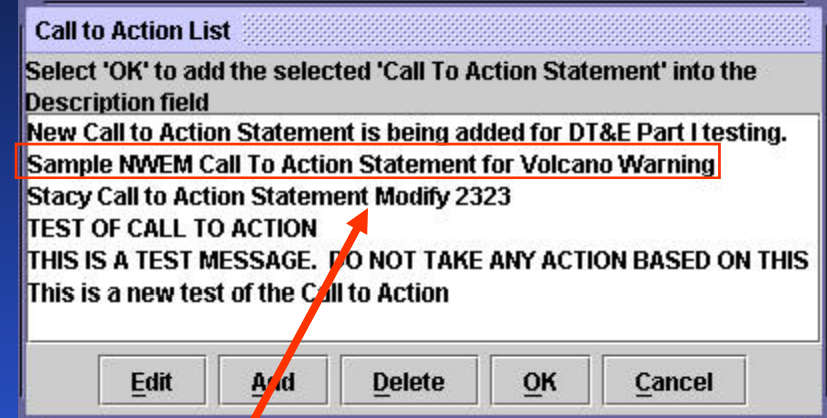 Call to Action List
Select 'OK' to add the selected 'Call To Action Statement' into the
Description field
New Call to Action Statement is being added for DT&E Part I testing.
Sample NWEM Call To Action Statement for Volcano Warning
Stacy Call to Action Statement Modify 2323
TEST OF CALL TO ACTION
THIS IS A TEST MESSAGE.  DO NOT TAKE ANY ACTION BASED ON THIS
This is a new test of the Call to Action
Edit Add Delete OK Cancel